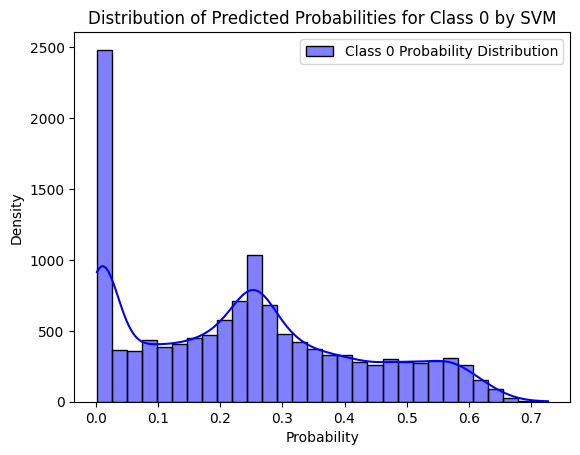 Distribution of Predicted Probabilities for Class 0 by SVM
Class 0 Probability Distribution
Density
2500
2000
1500
1000
500
0
0.0 0.1 0.2 0.3 0.4 0.5 0.6 0.7
Probability